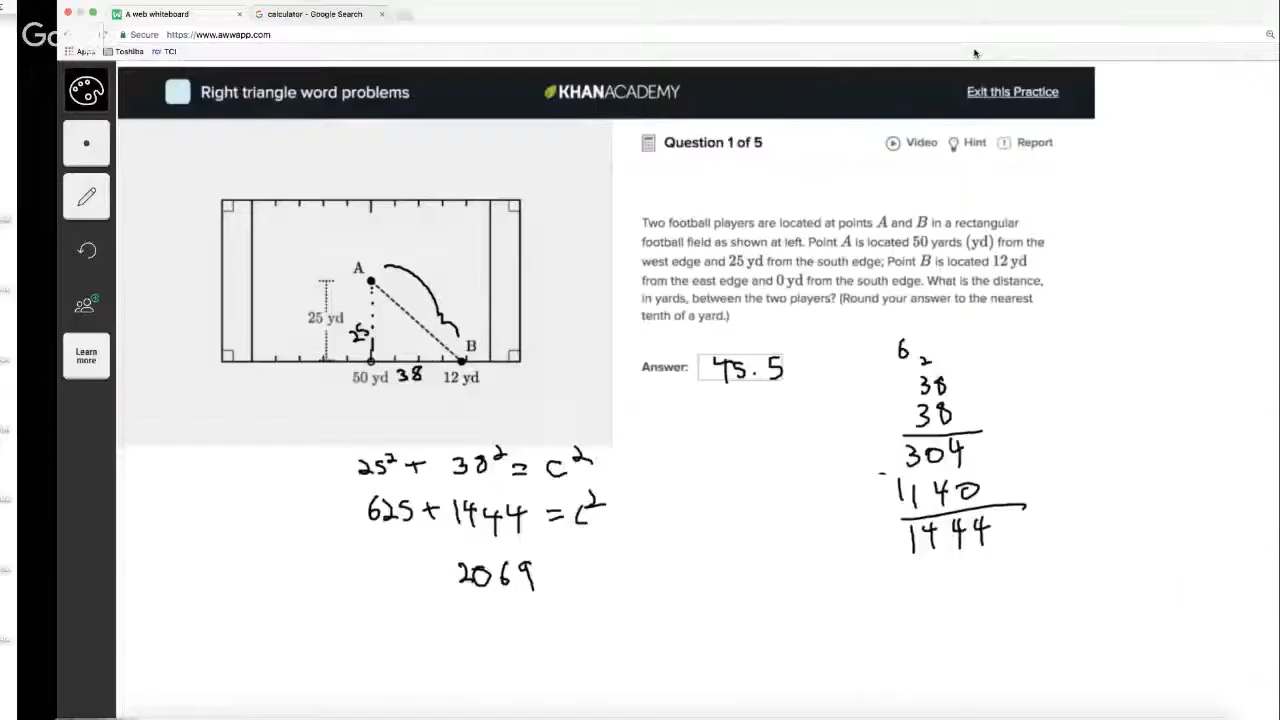 A web whiteboard
calculator - Google Search
Secure https://www.awwapp.com
Apps Toshiba TCI
Right triangle word problems
KHANACADEMY
Exit this Practice
Question 1 of 5
Video Hint Report
Two football players are located at points A and B in a rectangular
football field as shown at left. Point A is located 50 yards (yd) from the
west edge and 25 yd from the south edge; Point B is located 12 yd
from the east edge and 0 yd from the south edge. What is the distance,
in yards, between the two players? (Round your answer to the nearest
tenth of a yard.)
Answer: 45.5
A
25 yd
25
B
50 yd 38 12 yd
Learn
more
25² + 38² = C²
625 + 1444 = C²
2069
6
2
38
38
304
1140
1444